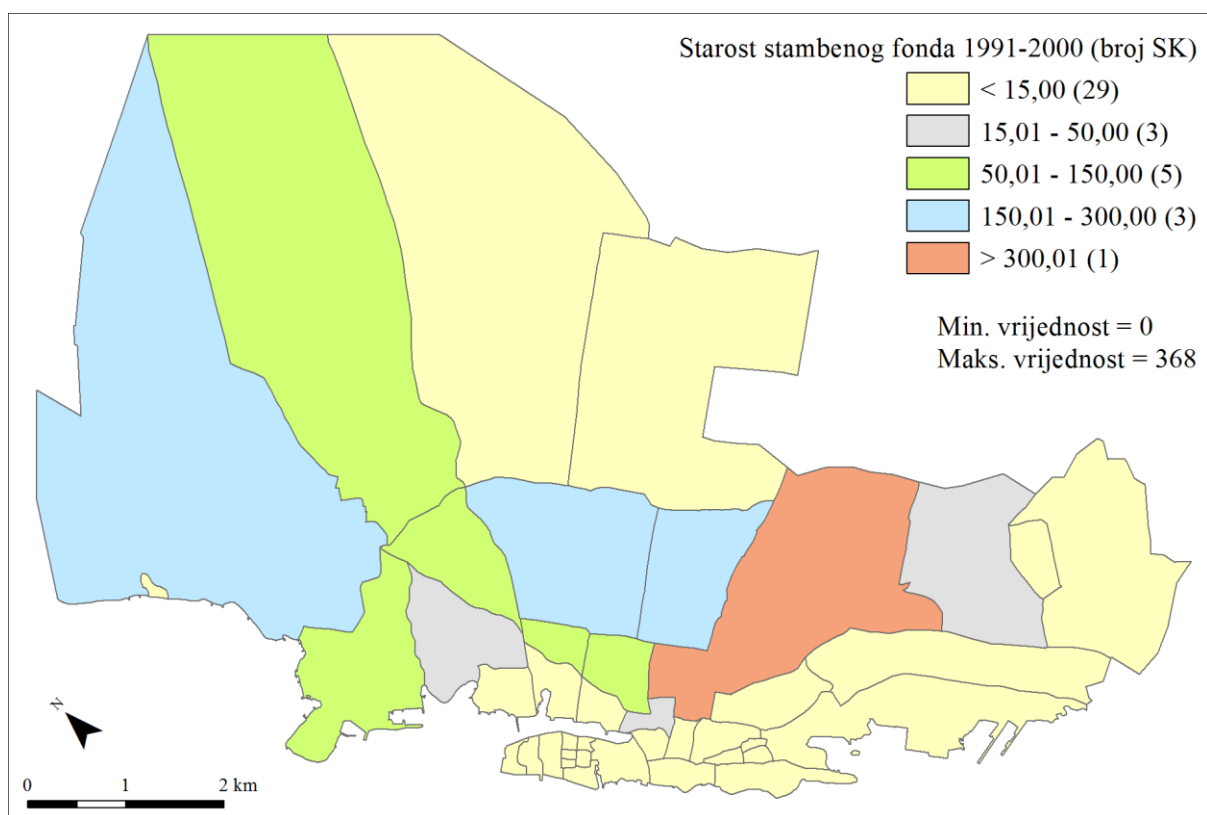 Starost stambenog fonda 1991-2000 (broj SK)
< 15,00 (29)
15,01 - 50,00 (3)
50,01 - 150,00 (5)
150,01 - 300,00 (3)
> 300,01 (1)
Min. vrijednost = 0
Maks. vrijednost = 368
N
0 1 2 km